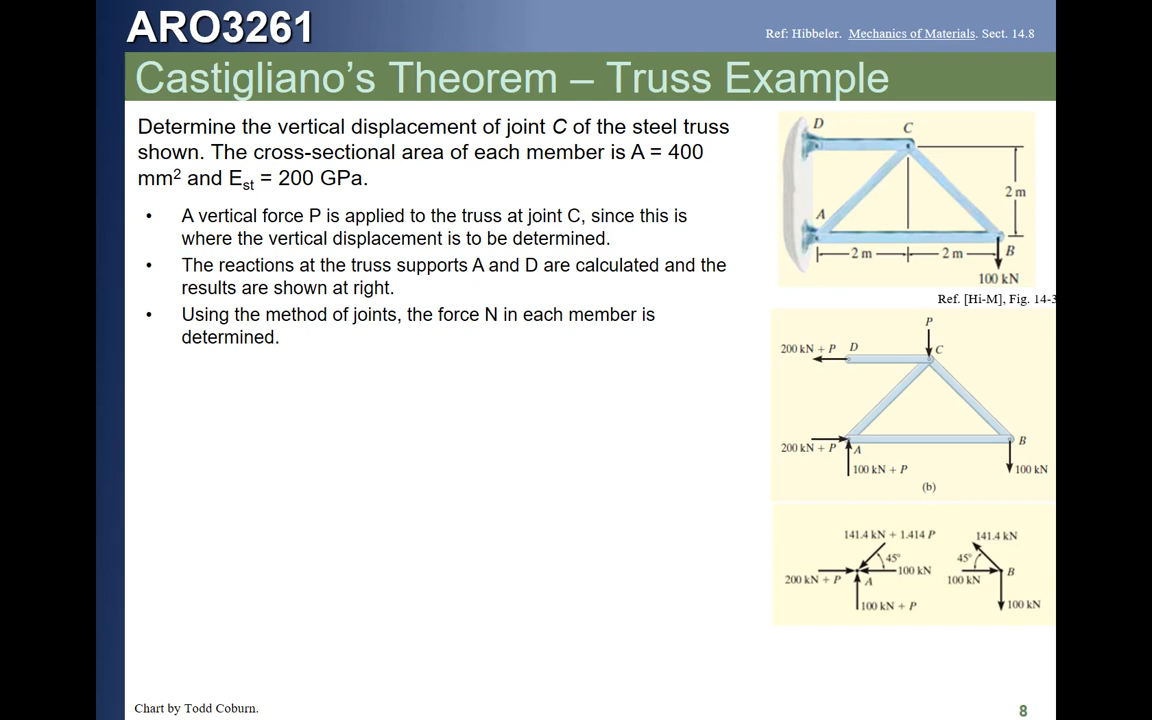 ARO3261
Ref: Hibbeler. Mechanics of Materials. Sect. 14.8
Castigliano's Theorem – Truss Example
Determine the vertical displacement of joint C of the steel truss
shown. The cross-sectional area of each member is A = 400
mm² and Est = 200 GPa.
• A vertical force P is applied to the truss at joint C, since this is
where the vertical displacement is to be determined.
• The reactions at the truss supports A and D are calculated and the
results are shown at right.
• Using the method of joints, the force N in each member is
determined.
D C
2 m
A
2 m 2 m B
100 kN
Ref. [Hi-M], Fig. 14-3
P
200 kN + P D C
200 kN + P A B
100 kN + P 100 kN
(b)
141.4 kN + 1.414 P 141.4 kN
45° 45°
100 kN B
200 kN + P A 100 kN
100 kN + P 100 kN
Chart by Todd Coburn.
8